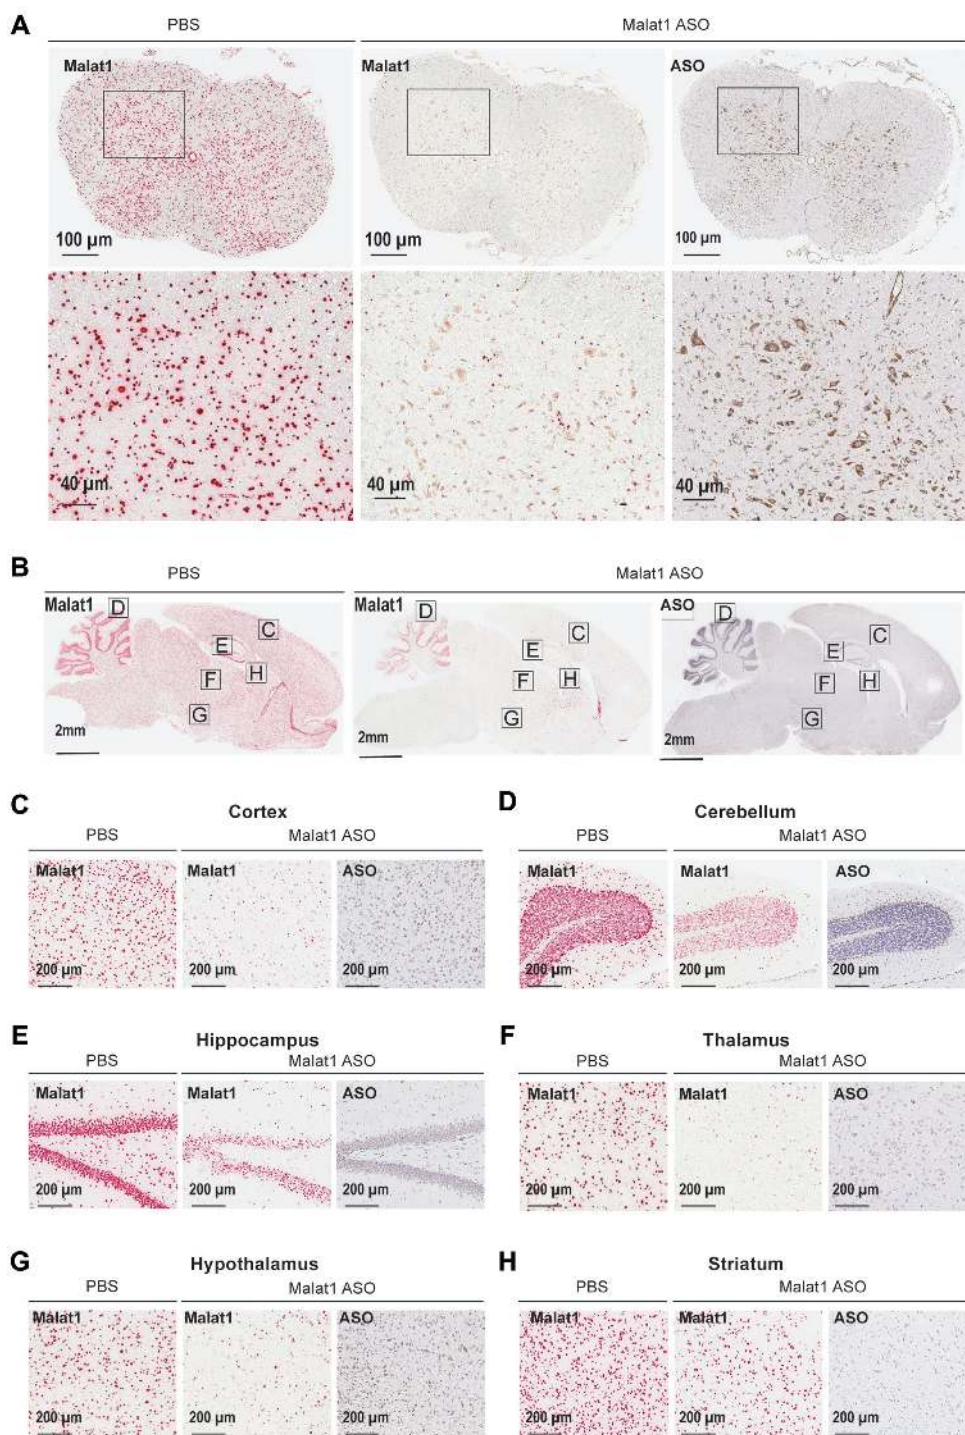 A
PBS
Malat1 ASO
Malat1
Malat1
ASO
100 µm
100 µm
100 µm
40 µm
40 µm
40 µm
B
PBS
Malat1 ASO
Malat1
D
C
E
F
H
G
2mm
Malat1
D
C
E
F
H
G
2mm
ASO
D
C
E
F
H
G
2mm
C
Cortex
PBS
Malat1 ASO
Malat1
Malat1
ASO
200 µm
200 µm
200 µm
D
Cerebellum
PBS
Malat1 ASO
Malat1
Malat1
ASO
200 µm
200 µm
200 µm
E
Hippocampus
PBS
Malat1 ASO
Malat1
Malat1
ASO
200 µm
200 µm
200 µm
F
Thalamus
PBS
Malat1 ASO
Malat1
Malat1
ASO
200 µm
200 µm
200 µm
G
Hypothalamus
PBS
Malat1 ASO
Malat1
Malat1
ASO
200 µm
200 µm
200 µm
H
Striatum
PBS
Malat1 ASO
Malat1
Malat1
ASO
200 µm
200 µm
200 µm